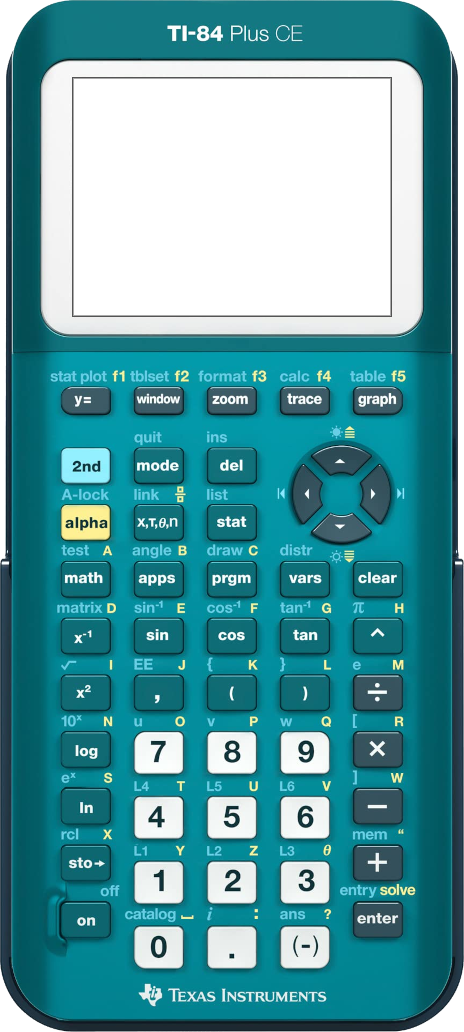 TI-84 Plus CE
stat plot f1 tblset f2 format f3 calc f4 table f5
y= window zoom trace graph
quit ins
2nd mode del
A-lock link list
alpha X,T,θ,n stat
test A angle B draw C distr
math apps prgm vars clear
matrix D sin⁻¹ E cos⁻¹ F tan⁻¹ G π H
x⁻¹ sin cos tan ^
√ I EE J { K } L e M
x² , ( ) ÷
10ˣ N u O v P w Q [ R
log 7 8 9 ×
eˣ S L4 T L5 U L6 V ] W
ln 4 5 6 −
rcl X L1 Y L2 Z L3 θ mem “
sto→ 1 2 3 +
off catalog ⎵ i : ans ? entry solve
on 0 . (-) enter
TEXAS INSTRUMENTS